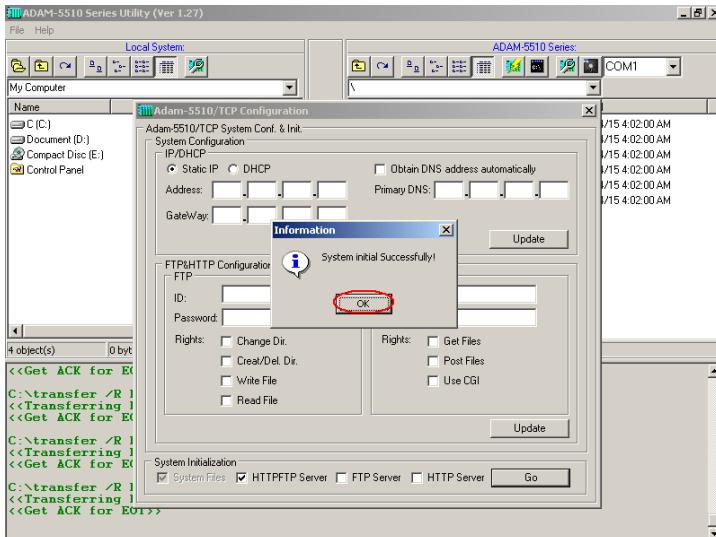 ADAM-5510 Series Utility (Ver 1.27)
File Help
Local System:
ADAM-5510 Series:
COM1
My Computer
\
Name
C (C:)
Document (D:)
Compact Disc (E:)
Control Panel
/15 4:02:00 AM
/15 4:02:00 AM
/15 4:02:00 AM
/15 4:02:00 AM
/15 4:02:00 AM
/15 4:02:00 AM
Adam-5510/TCP Configuration
Adam-5510/TCP System Conf. & Init.
System Configuration
IP/DHCP
Static IP DHCP
Obtain DNS address automatically
Address: . . .
Primary DNS: . . .
GateWay: . . .
Update
Information
System initial Successfully!
OK
FTP&HTTP Configuration
FTP
ID:
Password:
Rights: Change Dir.
Creat/Del. Dir.
Write File
Read File
Rights: Get Files
Post Files
Use CGI
Update
System Initialization
System Files HTTPFTP Server FTP Server HTTP Server Go
4 object(s)
0 byt
<<Get ACK for EO
C:\transfer /R
<<Transferring
<<Get ACK for EO
C:\transfer /R
<<Transferring
<<Get ACK for EO
C:\transfer /R
<<Transferring
<<Get ACK for EOT>>